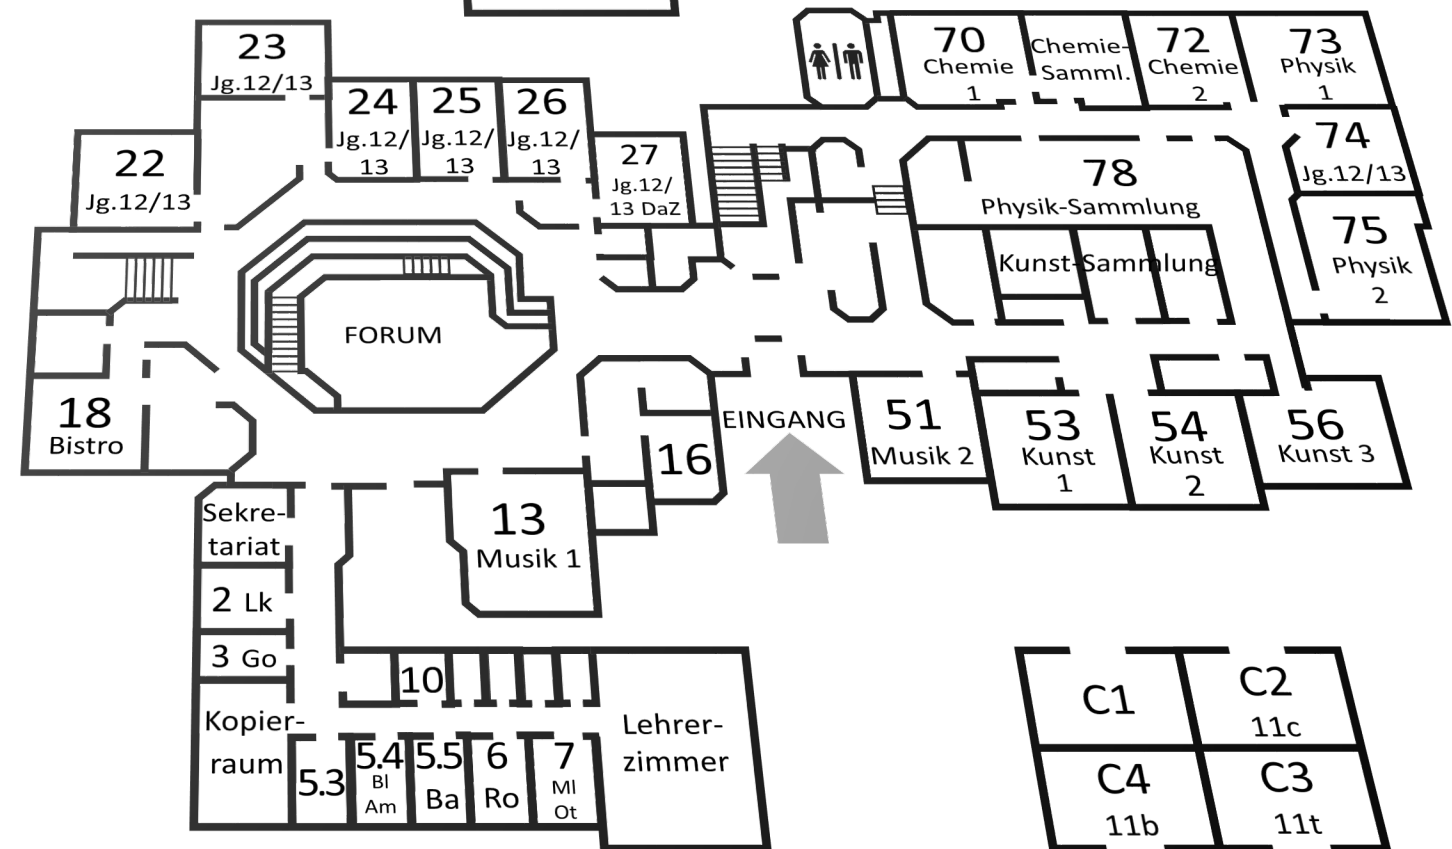 23
Jg.12/13
24
Jg.12/
13
25
Jg.12/
13
26
Jg.12/
13
22
Jg.12/13
27
Jg.12/
13 DaZ
70
Chemie
1
Chemie-
Samml.
72
Chemie
2
73
Physik
1
74
Jg.12/13
78
Physik-Sammlung
75
Physik
2
Kunst-Sammlung
FORUM
18
Bistro
EINGANG
16
51
Musik 2
53
Kunst
1
54
Kunst
2
56
Kunst 3
Sekre-
tariat
13
Musik 1
2 Lk
3 Go
10
Kopier-
raum
5.3
5.4
Bl
Am
5.5
Ba
6
Ro
7
Ml
Ot
Lehrer-
zimmer
C1
C2
11c
C4
11b
C3
11t